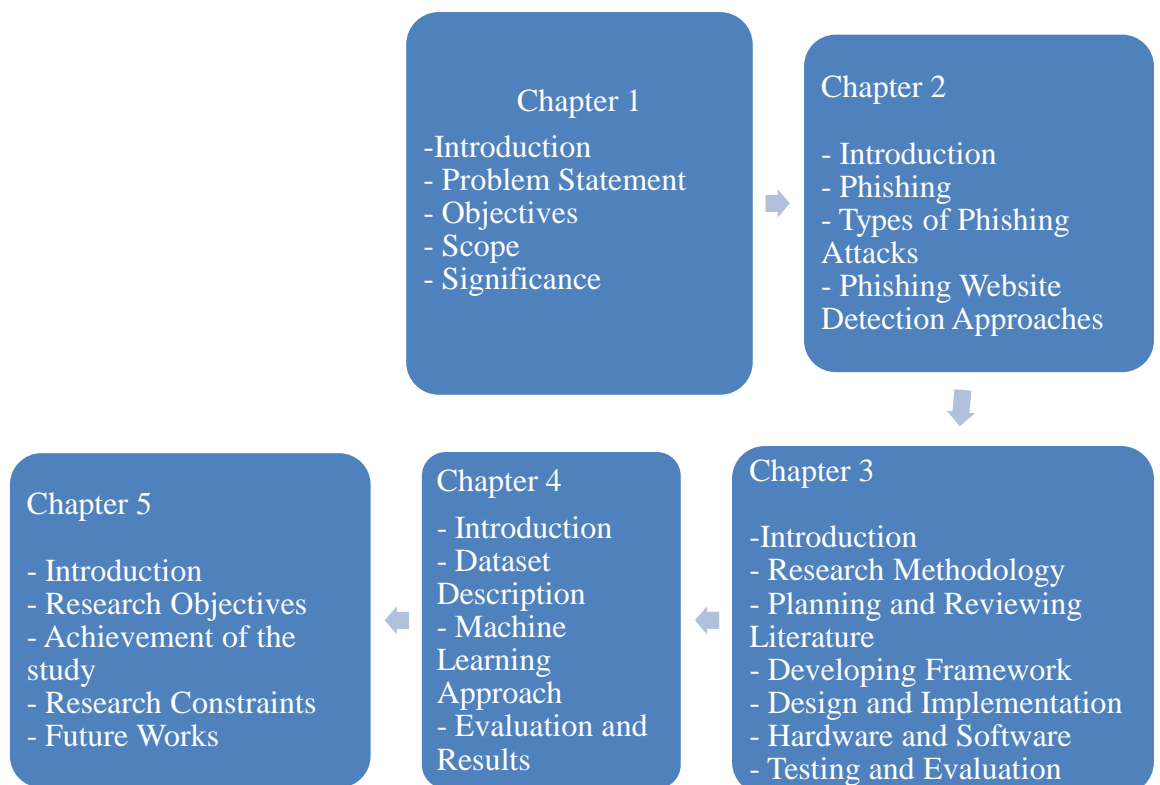 Chapter 1
-Introduction
- Problem Statement
- Objectives
- Scope
- Significance
Chapter 2
- Introduction
- Phishing
- Types of Phishing
Attacks
- Phishing Website
Detection Approaches
Chapter 3
-Introduction
- Research Methodology
- Planning and Reviewing
Literature
- Developing Framework
- Design and Implementation
- Hardware and Software
- Testing and Evaluation
Chapter 4
- Introduction
- Dataset
Description
- Machine
Learning
Approach
- Evaluation and
Results
Chapter 5
- Introduction
- Research Objectives
- Achievement of the
study
- Research Constraints
- Future Works